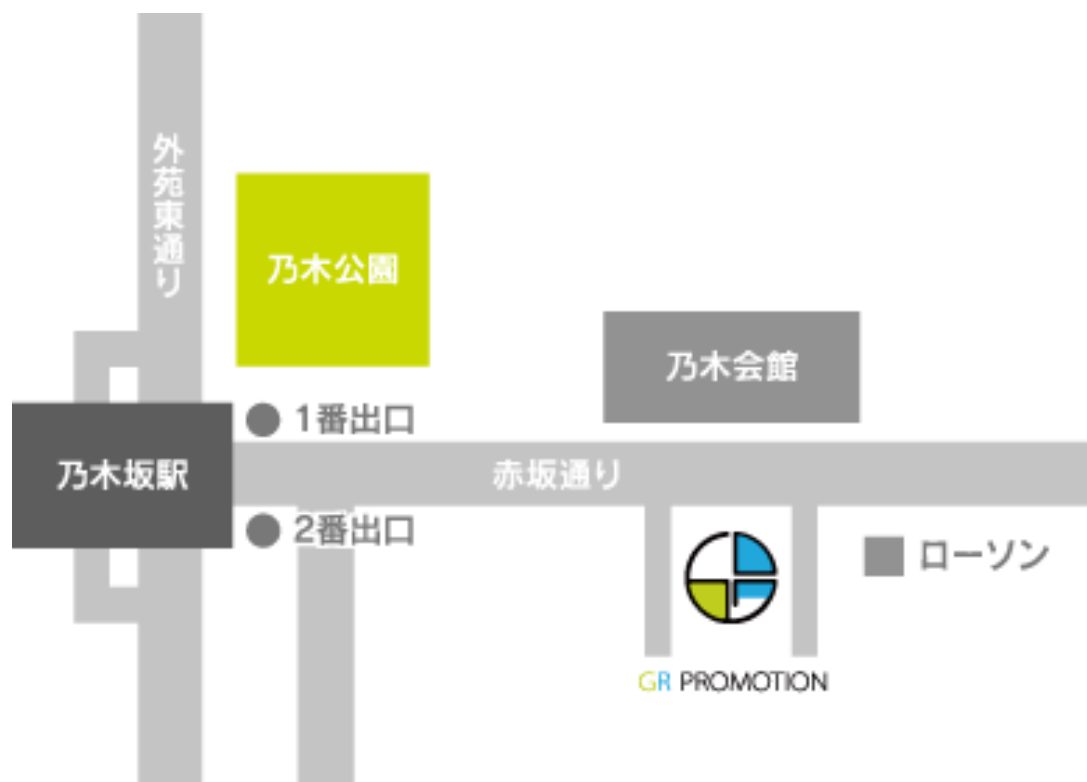 外苑東通り
乃木公園
乃木会館
1番出口
乃木坂駅
赤坂通り
2番出口
ローソン
GR PROMOTION